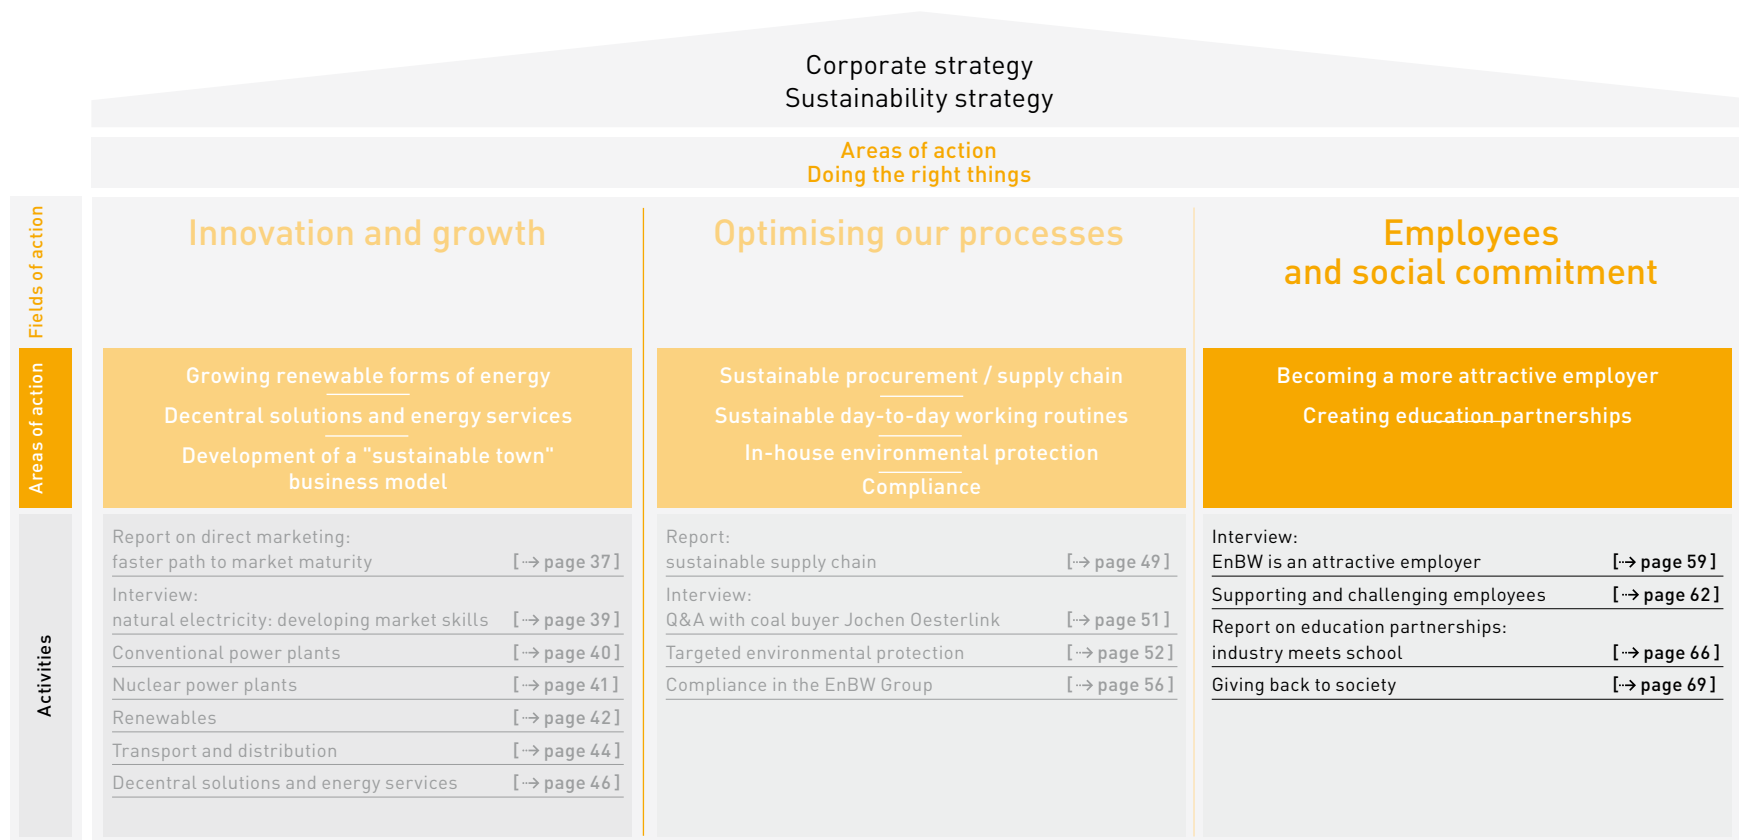 Corporate strategy
Sustainability strategy
Areas of action
Doing the right things
Fields of action
Innovation and growth
Optimising our processes
Employees
and social commitment
Areas of action
Growing renewable forms of energy
Decentral solutions and energy services
Development of a "sustainable town"
business model
Sustainable procurement / supply chain
Sustainable day-to-day working routines
In-house environmental protection
Compliance
Becoming a more attractive employer
Creating education partnerships
Activities
Report on direct marketing:
faster path to market maturity [⇢ page 37]
Interview:
natural electricity: developing market skills [⇢ page 39]
Conventional power plants [⇢ page 40]
Nuclear power plants [⇢ page 41]
Renewables [⇢ page 42]
Transport and distribution [⇢ page 44]
Decentral solutions and energy services [⇢ page 46]
Report:
sustainable supply chain [⇢ page 49]
Interview:
Q&A with coal buyer Jochen Oesterlink [⇢ page 51]
Targeted environmental protection [⇢ page 52]
Compliance in the EnBW Group [⇢ page 56]
Interview:
EnBW is an attractive employer [⇢ page 59]
Supporting and challenging employees [⇢ page 62]
Report on education partnerships:
industry meets school [⇢ page 66]
Giving back to society [⇢ page 69]